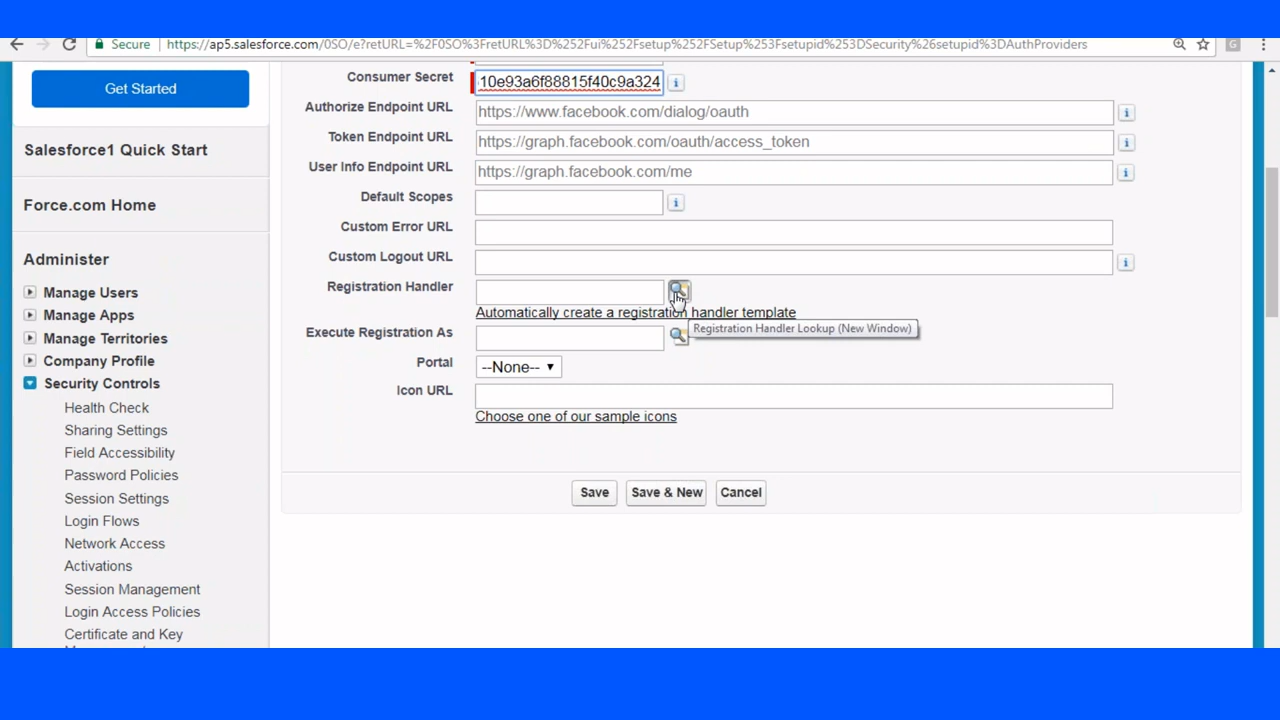 Secure
https://ap5.salesforce.com/0SO/e?retURL=%2F0SO%3FretURL%3D%252Fui%252Fsetup%252FSetup%253Fsetupid%253DSecurity%26setupid%3DAuthProviders
Get Started
Salesforce1 Quick Start
Force.com Home
Administer
Manage Users
Manage Apps
Manage Territories
Company Profile
Security Controls
Health Check
Sharing Settings
Field Accessibility
Password Policies
Session Settings
Login Flows
Network Access
Activations
Session Management
Login Access Policies
Certificate and Key
Consumer Secret 10e93a6f88815f40c9a324
Authorize Endpoint URL https://www.facebook.com/dialog/oauth
Token Endpoint URL https://graph.facebook.com/oauth/access_token
User Info Endpoint URL https://graph.facebook.com/me
Default Scopes
Custom Error URL
Custom Logout URL
Registration Handler
Automatically create a registration handler template
Registration Handler Lookup (New Window)
Execute Registration As
Portal --None--
Icon URL
Choose one of our sample icons
Save Save & New Cancel